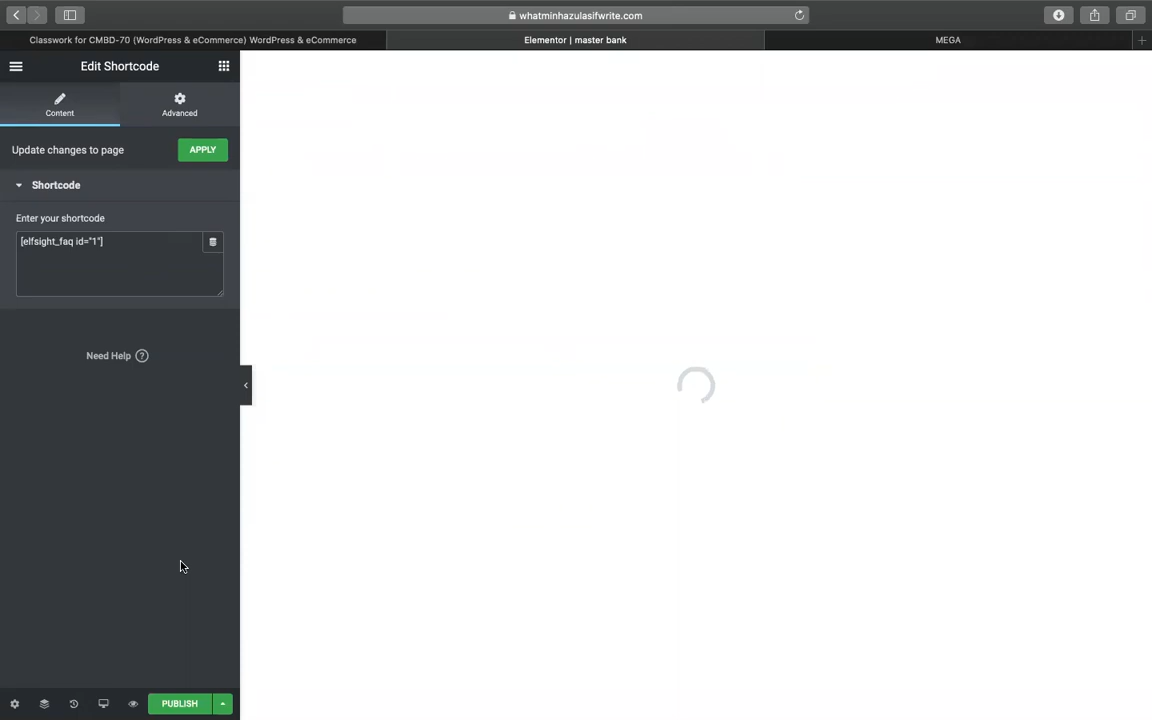 whatminhazulasifwrite.com
Classwork for CMBD-70 (WordPress & eCommerce) WordPress & eCommerce
Elementor | master bank
MEGA
Edit Shortcode
Content
Advanced
Update changes to page
APPLY
Shortcode
Enter your shortcode
[elfsight_faq id="1"]
Need Help ?
PUBLISH